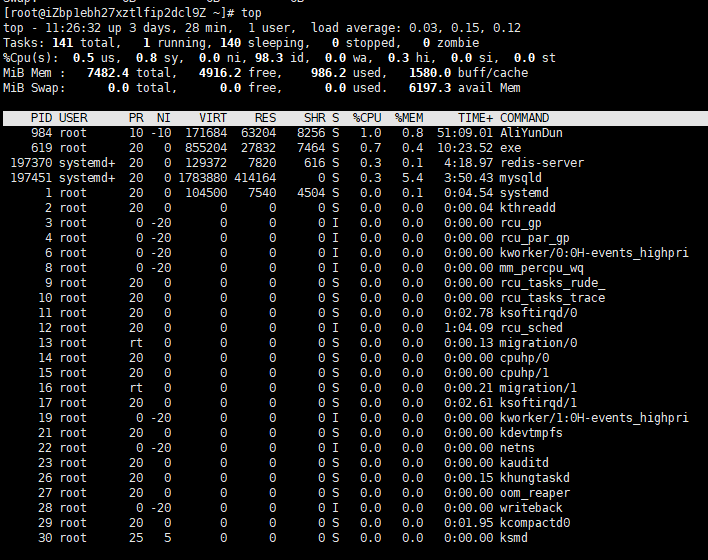 Swap:          0B          0B          0B
[root@iZbp1ebh27xztlfip2dcl9Z ~]# top
top - 11:26:32 up 3 days, 28 min,  1 user,  load average: 0.03, 0.15, 0.12
Tasks: 141 total,   1 running, 140 sleeping,   0 stopped,   0 zombie
%Cpu(s):  0.5 us,  0.8 sy,  0.0 ni, 98.3 id,  0.0 wa,  0.3 hi,  0.0 si,  0.0 st
MiB Mem :   7482.4 total,   4916.2 free,    986.2 used,   1580.0 buff/cache
MiB Swap:      0.0 total,      0.0 free,      0.0 used.   6197.3 avail Mem
PID USER      PR  NI    VIRT    RES    SHR S  %CPU  %MEM     TIME+ COMMAND
984 root      10 -10  171684  63204   8256 S   1.0   0.8  51:09.01 AliYunDun
619 root      20   0  855204  27832   7464 S   0.7   0.4  10:23.52 exe
197370 systemd+  20   0  129372   7820    616 S   0.3   0.1   4:18.97 redis-server
197451 systemd+  20   0 1783880 414164      0 S   0.3   5.4   3:50.43 mysqld
1 root      20   0  104500   7540   4504 S   0.0   0.1   0:04.54 systemd
2 root      20   0       0      0      0 S   0.0   0.0   0:00.04 kthreadd
3 root       0 -20       0      0      0 I   0.0   0.0   0:00.00 rcu_gp
4 root       0 -20       0      0      0 I   0.0   0.0   0:00.00 rcu_par_gp
6 root       0 -20       0      0      0 I   0.0   0.0   0:00.00 kworker/0:0H-events_highpri
8 root       0 -20       0      0      0 I   0.0   0.0   0:00.00 mm_percpu_wq
9 root      20   0       0      0      0 S   0.0   0.0   0:00.00 rcu_tasks_rude_
10 root      20   0       0      0      0 S   0.0   0.0   0:00.00 rcu_tasks_trace
11 root      20   0       0      0      0 S   0.0   0.0   0:02.78 ksoftirqd/0
12 root      20   0       0      0      0 I   0.0   0.0   1:04.09 rcu_sched
13 root      rt   0       0      0      0 S   0.0   0.0   0:00.13 migration/0
14 root      20   0       0      0      0 S   0.0   0.0   0:00.00 cpuhp/0
15 root      20   0       0      0      0 S   0.0   0.0   0:00.00 cpuhp/1
16 root      rt   0       0      0      0 S   0.0   0.0   0:00.21 migration/1
17 root      20   0       0      0      0 S   0.0   0.0   0:02.61 ksoftirqd/1
19 root       0 -20       0      0      0 I   0.0   0.0   0:00.00 kworker/1:0H-events_highpri
21 root      20   0       0      0      0 S   0.0   0.0   0:00.00 kdevtmpfs
22 root       0 -20       0      0      0 I   0.0   0.0   0:00.00 netns
23 root      20   0       0      0      0 S   0.0   0.0   0:00.00 kauditd
26 root      20   0       0      0      0 S   0.0   0.0   0:00.15 khungtaskd
27 root      20   0       0      0      0 S   0.0   0.0   0:00.00 oom_reaper
28 root       0 -20       0      0      0 I   0.0   0.0   0:00.00 writeback
29 root      20   0       0      0      0 S   0.0   0.0   0:01.95 kcompactd0
30 root      25   5       0      0      0 S   0.0   0.0   0:00.00 ksmd